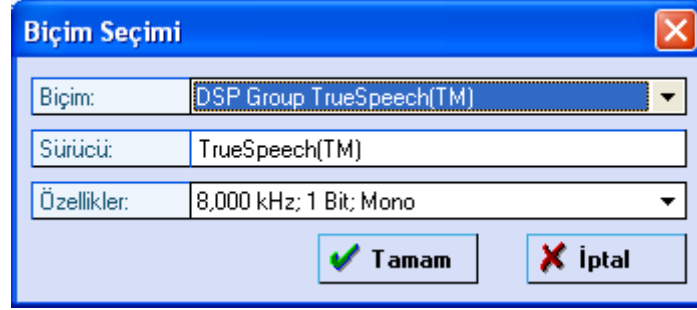 Biçim Seçimi
Biçim: DSP Group TrueSpeech(TM)
Sürücü: TrueSpeech(TM)
Özellikler: 8,000 kHz; 1 Bit; Mono
Tamam İptal